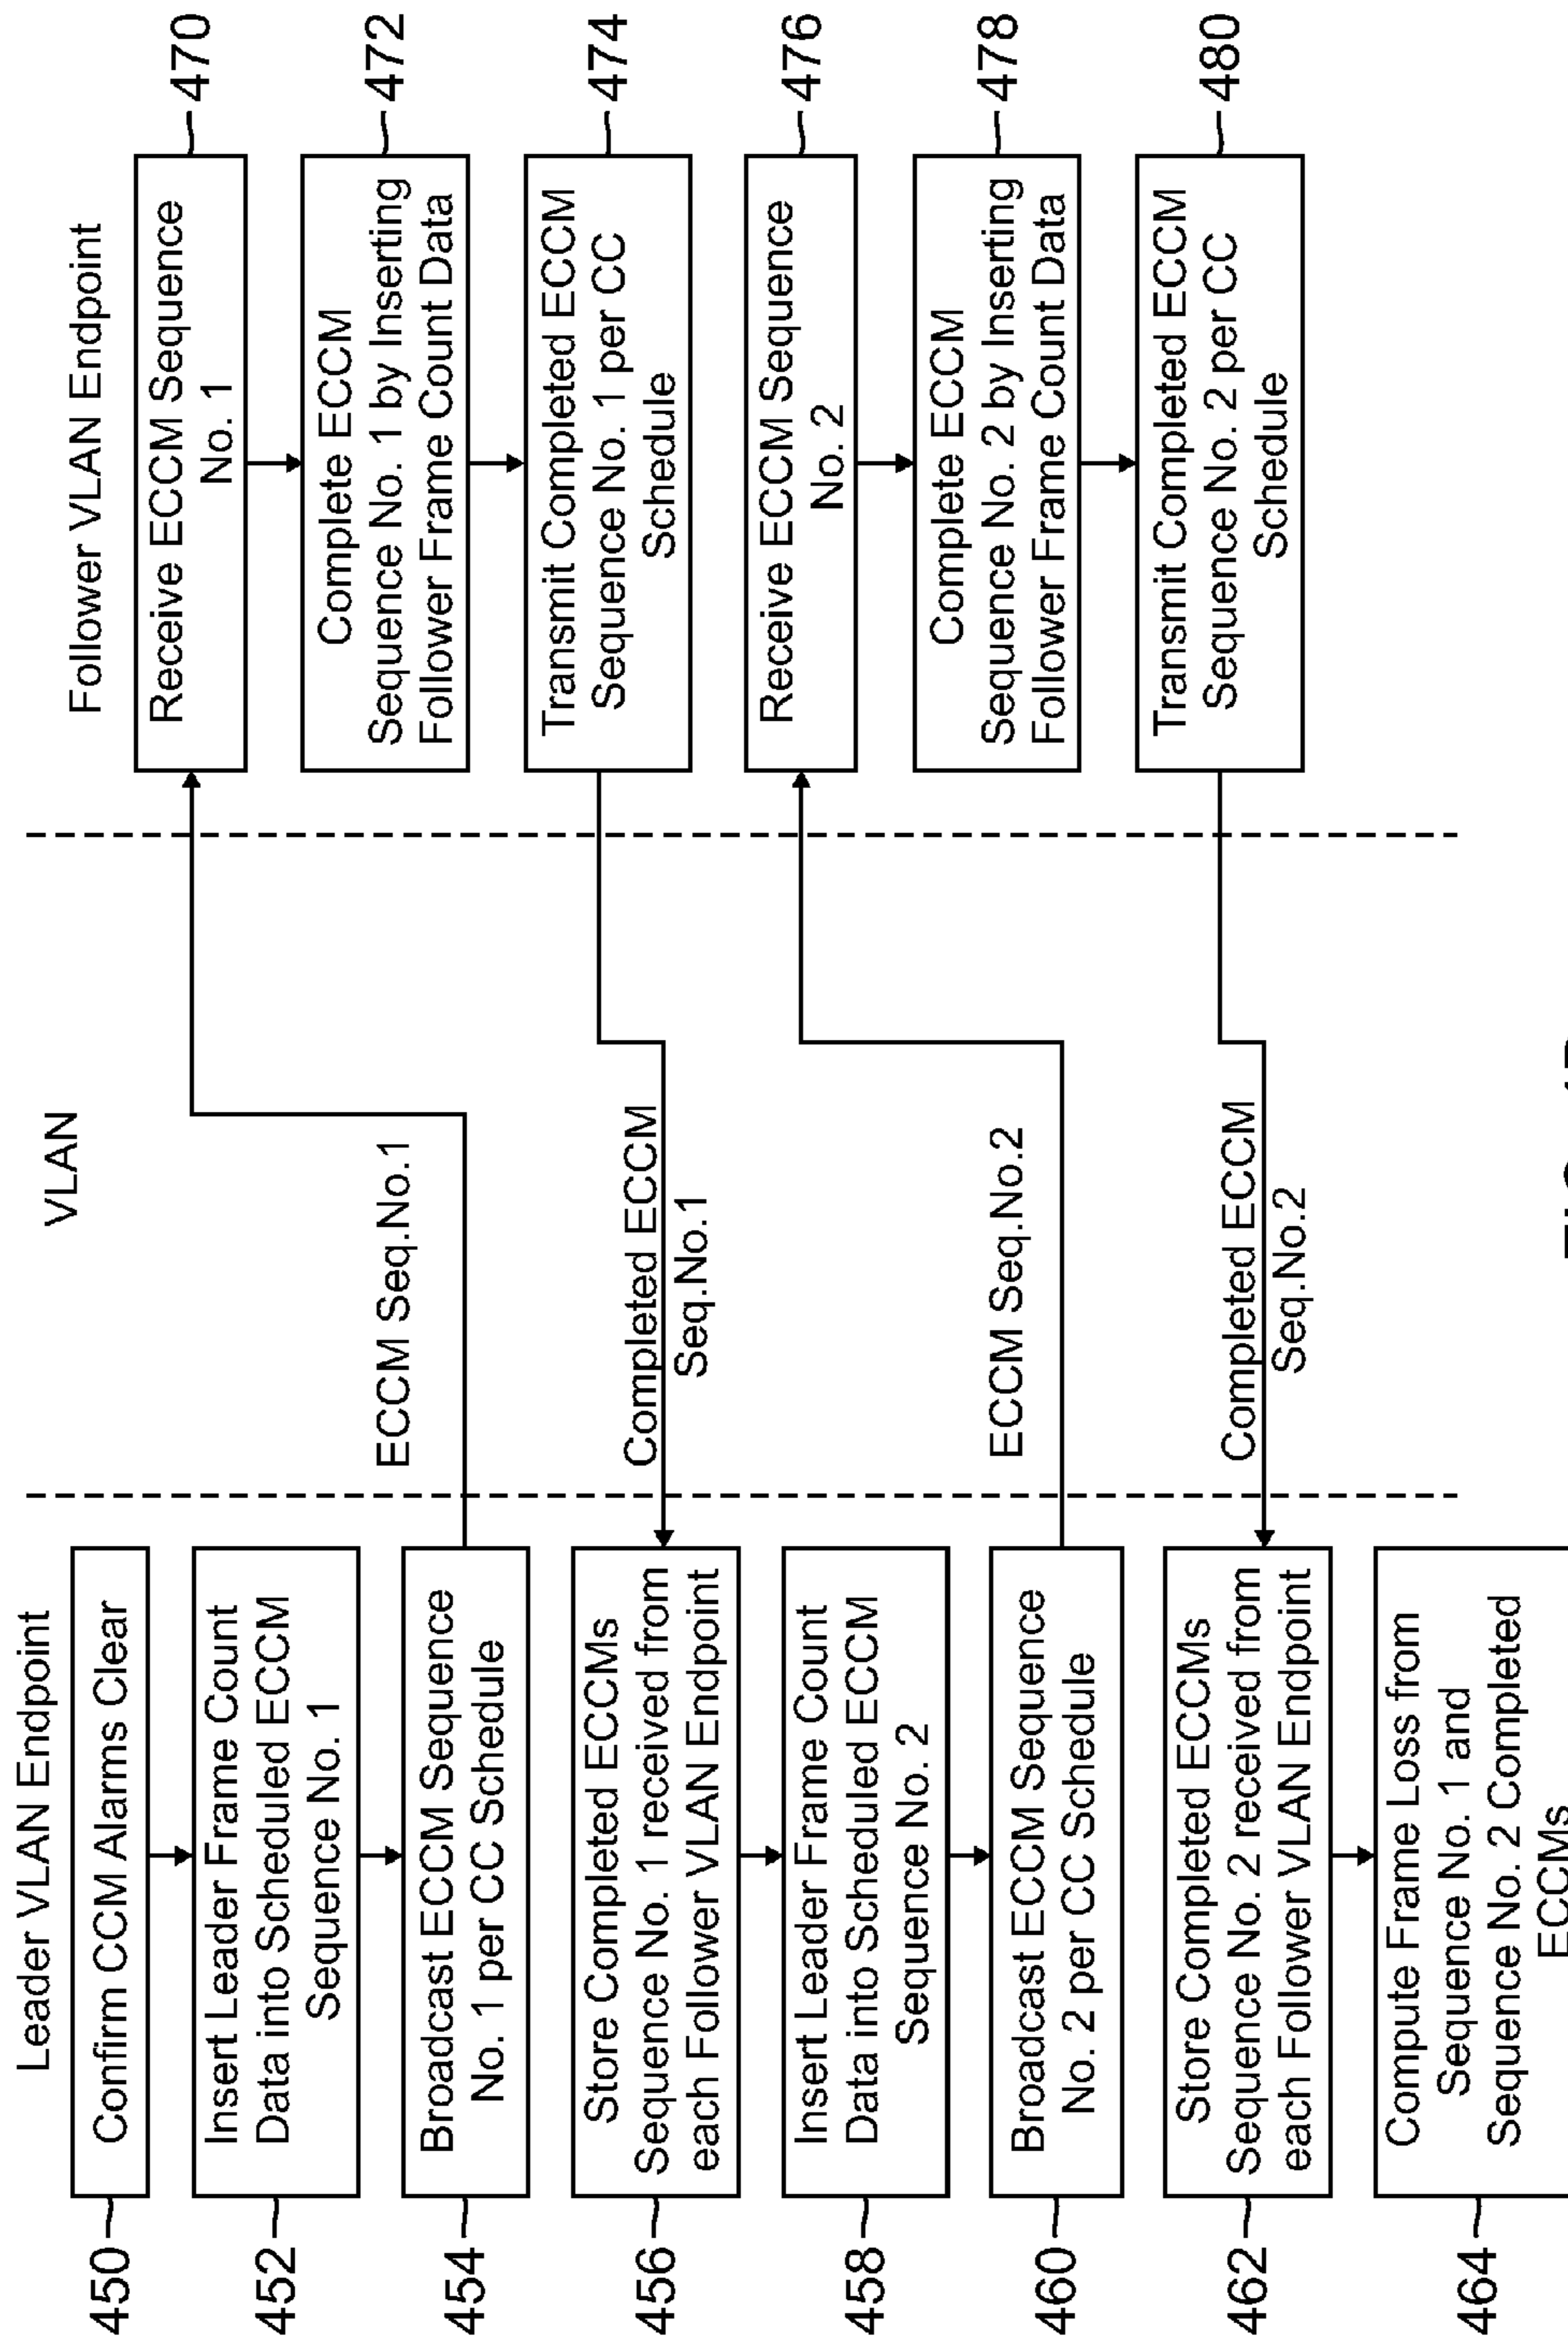 Leader VLAN Endpoint
VLAN
Follower VLAN Endpoint
450
Confirm CCM Alarms Clear
452
Insert Leader Frame Count
Data into Scheduled ECCM
Sequence No. 1
454
Broadcast ECCM Sequence
No. 1 per CC Schedule
ECCM Seq.No.1
Receive ECCM Sequence
No. 1
470
Complete ECCM
Sequence No. 1 by Inserting
Follower Frame Count Data
472
Transmit Completed ECCM
Sequence No. 1 per CC
Schedule
474
Completed ECCM
Seq.No.1
456
Store Completed ECCMs
Sequence No. 1 received from
each Follower VLAN Endpoint
458
Insert Leader Frame Count
Data into Scheduled ECCM
Sequence No. 2
460
Broadcast ECCM Sequence
No. 2 per CC Schedule
ECCM Seq.No.2
Receive ECCM Sequence
No. 2
476
Complete ECCM
Sequence No. 2 by Inserting
Follower Frame Count Data
478
Transmit Completed ECCM
Sequence No. 2 per CC
Schedule
480
Completed ECCM
Seq.No.2
462
Store Completed ECCMs
Sequence No. 2 received from
each Follower VLAN Endpoint
464
Compute Frame Loss from
Sequence No. 1 and
Sequence No. 2 Completed
ECCMs